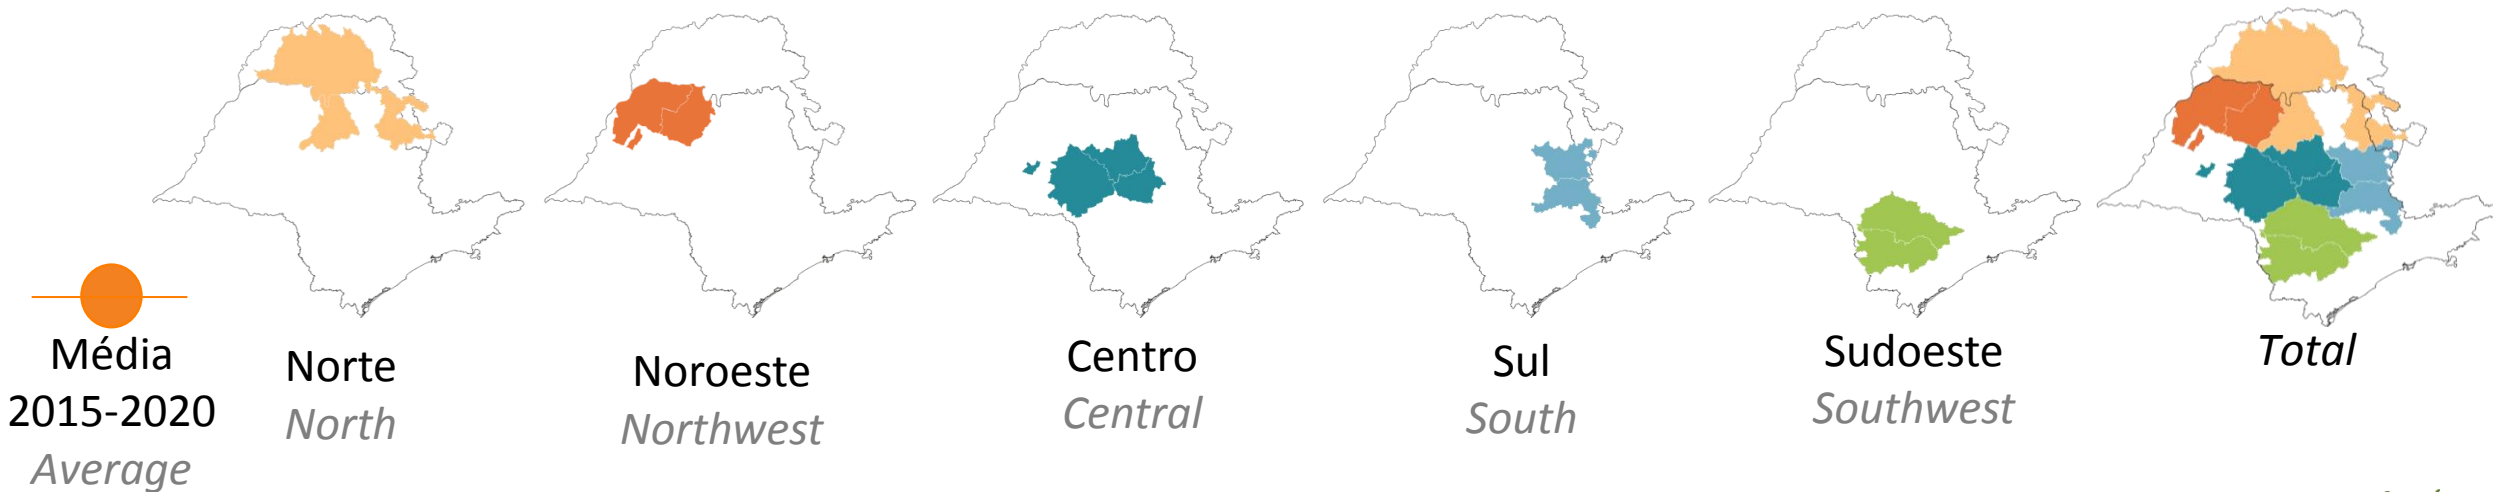 Média
2015-2020
Average
Norte
North
Noroeste
Northwest
Centro
Central
Sul
South
Sudoeste
Southwest
Total